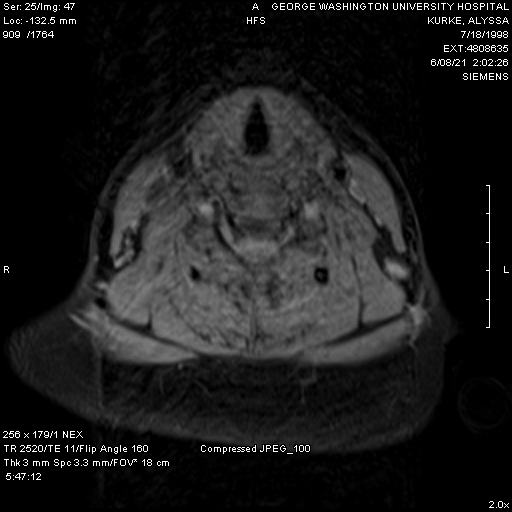 Ser: 25/Img: 47
Loc: -132.5 mm
909 /1764
A GEORGE WASHINGTON UNIVERSITY HOSPITAL
HFS KURKE, ALYSSA
7/18/1998
EXT:4808635
6/08/21 2:02:26
SIEMENS
R
L
256 x 179/1 NEX
TR 2520/TE 11/Flip Angle 160
Thk 3 mm Spc 3.3 mm/FOV* 18 cm
5:47:12
Compressed JPEG_100
2.0x